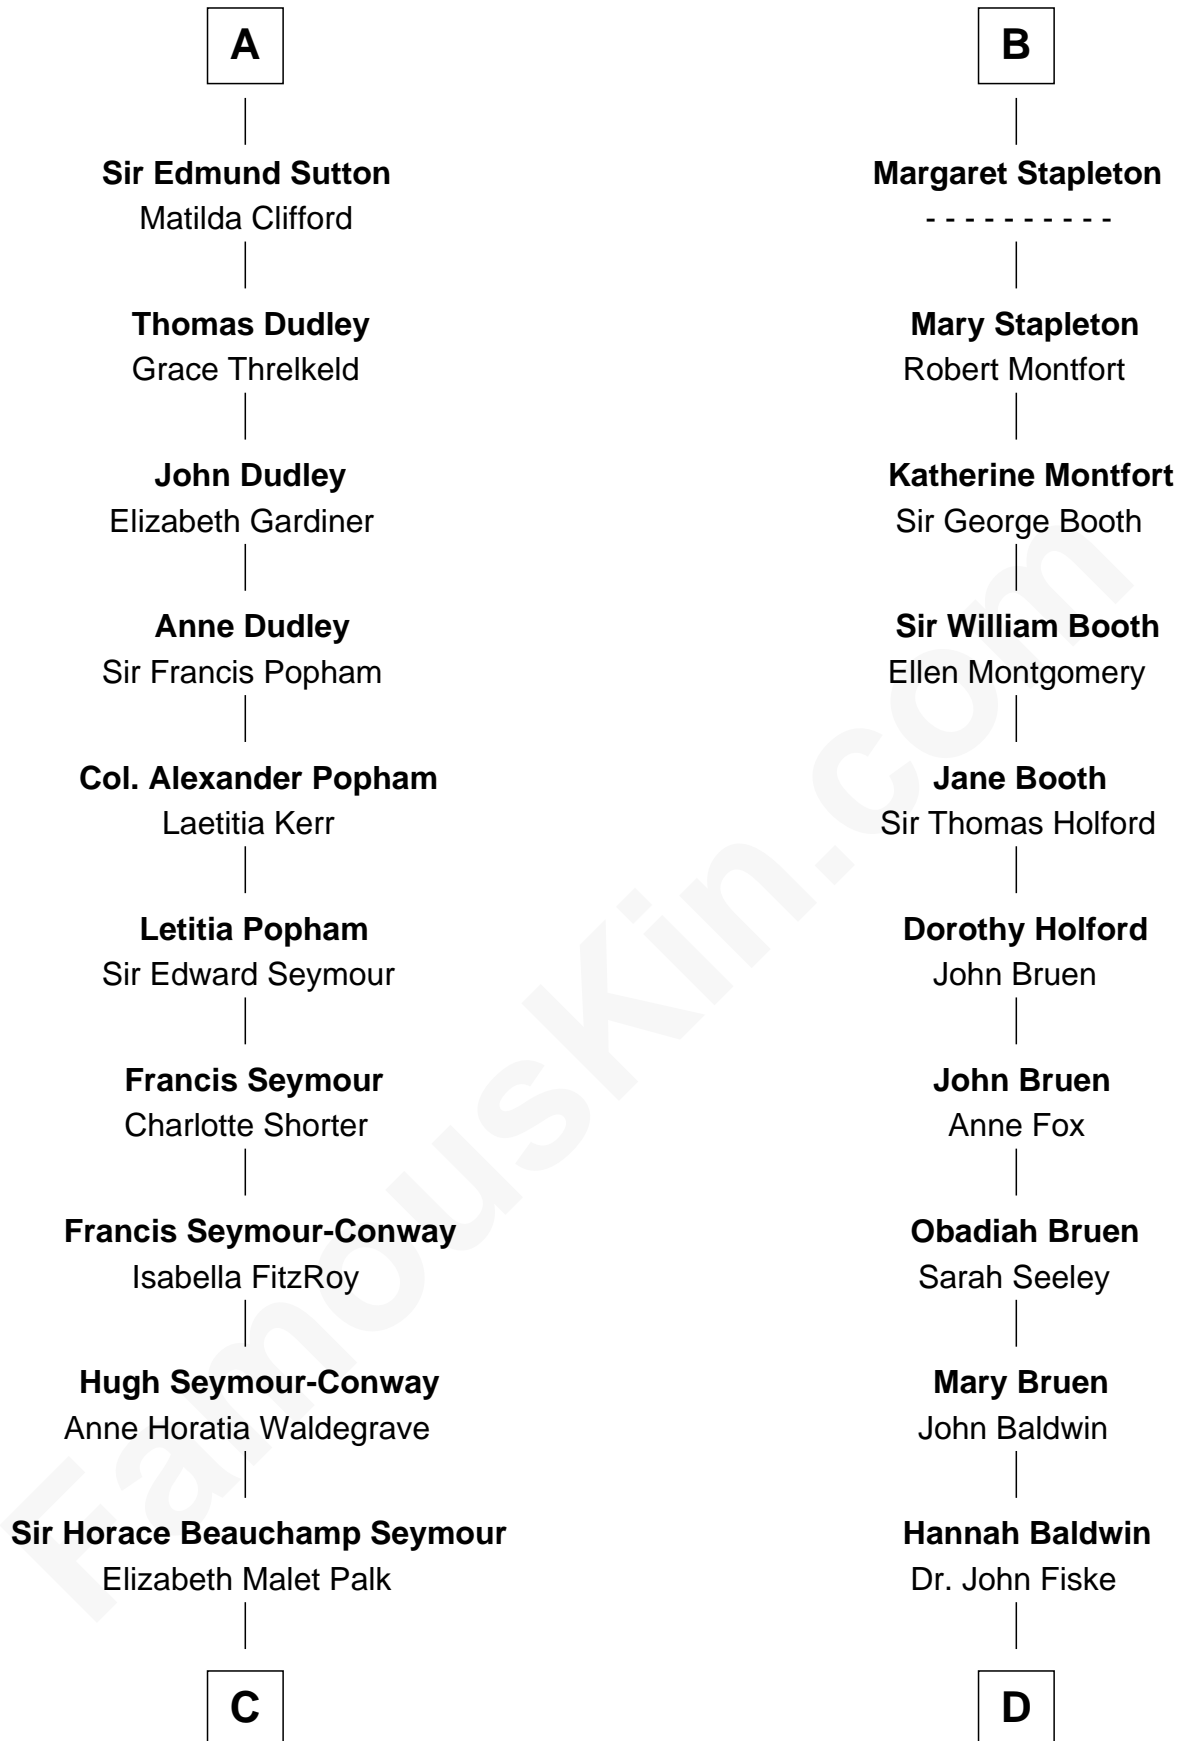 A
Sir Edmund Sutton
Matilda Clifford
Thomas Dudley
Grace Threlkeld
John Dudley
Elizabeth Gardiner
Anne Dudley
Sir Francis Popham
Col. Alexander Popham
Laetitia Kerr
Letitia Popham
Sir Edward Seymour
Francis Seymour
Charlotte Shorter
Francis Seymour-Conway
Isabella FitzRoy
Hugh Seymour-Conway
Anne Horatia Waldegrave
Sir Horace Beauchamp Seymour
Elizabeth Malet Palk
C
B
Margaret Stapleton
- - - - - - - - - -
Mary Stapleton
Robert Montfort
Katherine Montfort
Sir George Booth
Sir William Booth
Ellen Montgomery
Jane Booth
Sir Thomas Holford
Dorothy Holford
John Bruen
John Bruen
Anne Fox
Obadiah Bruen
Sarah Seeley
Mary Bruen
John Baldwin
Hannah Baldwin
Dr. John Fiske
D
FamousKin.com